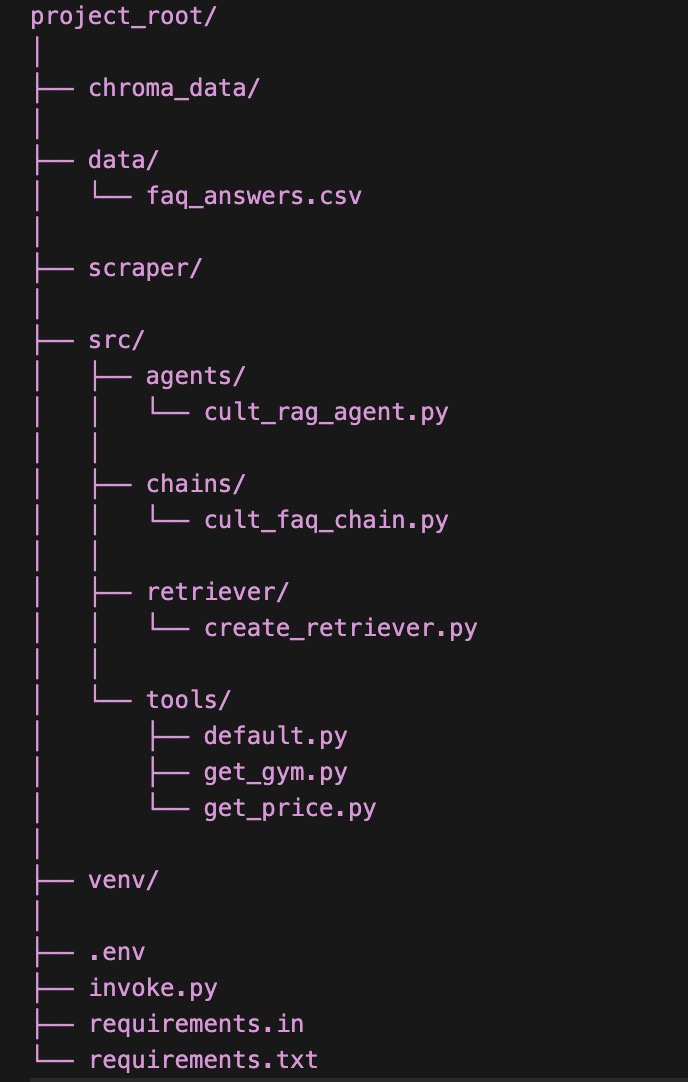 project_root/
│
├── chroma_data/
│
├── data/
│   └── faq_answers.csv
│
├── scraper/
│
├── src/
│   ├── agents/
│   │   └── cult_rag_agent.py
│   │
│   ├── chains/
│   │   └── cult_faq_chain.py
│   │
│   ├── retriever/
│   │   └── create_retriever.py
│   │
│   └── tools/
│       ├── default.py
│       ├── get_gym.py
│       └── get_price.py
│
├── venv/
│
├── .env
├── invoke.py
├── requirements.in
└── requirements.txt